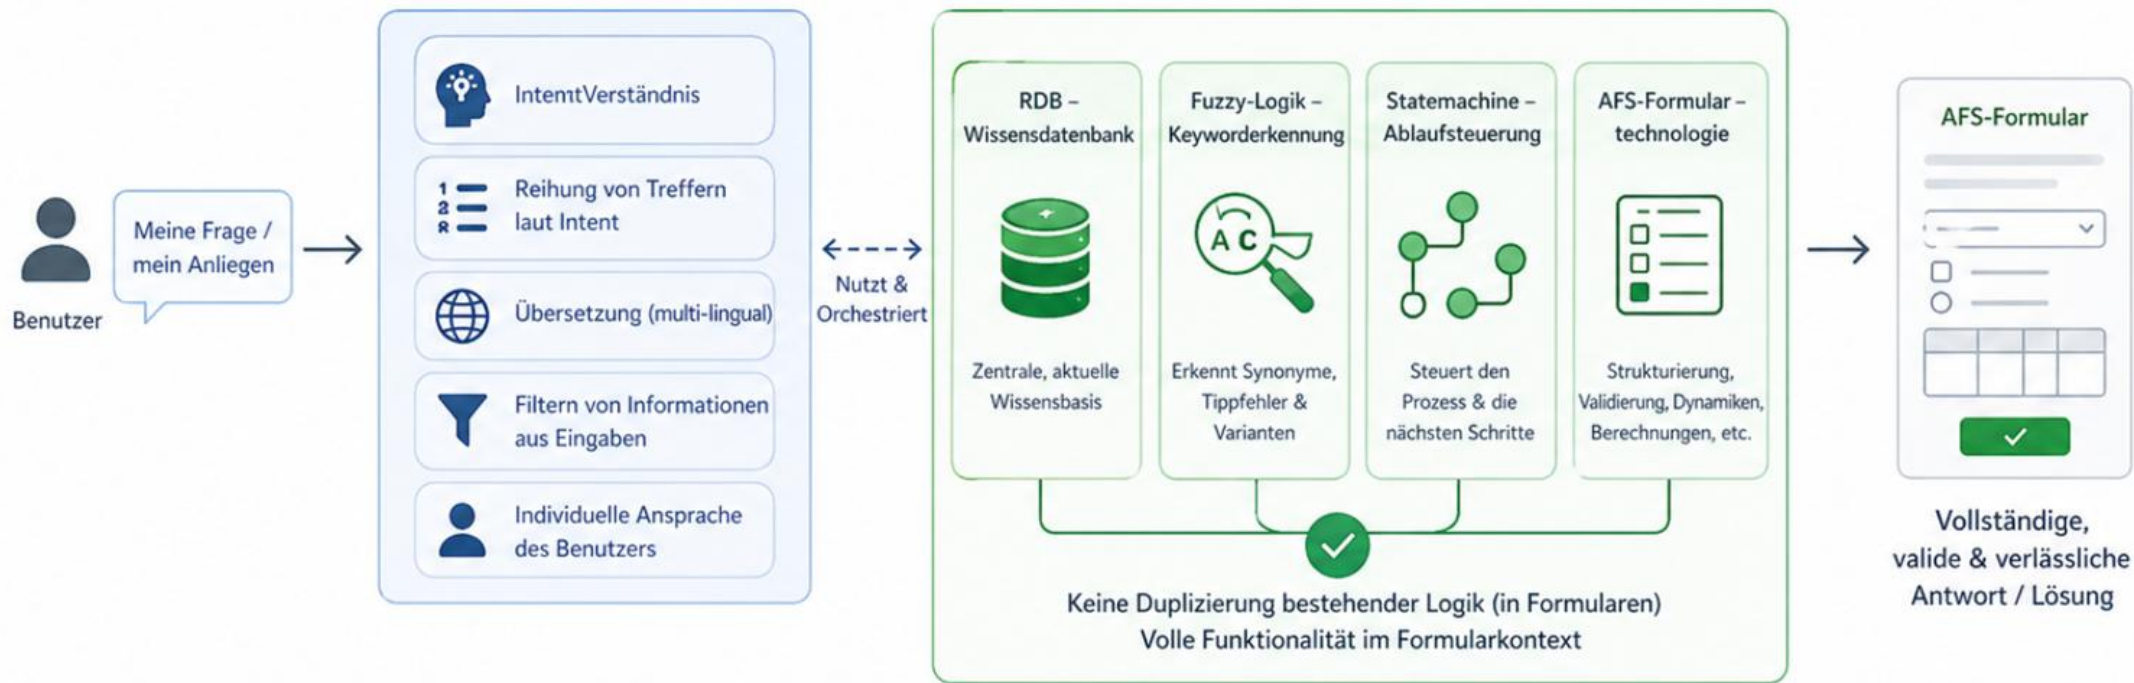 Benutzer
Meine Frage /
mein Anliegen
IntemtVerständnis
1
2
R
Reihung von Treffern
laut Intent
Übersetzung (multi-lingual)
Filtern von Informationen
aus Eingaben
Individuelle Ansprache
des Benutzers
Nutzt &
Orchestriert
RDB –
Wissensdatenbank
Zentrale, aktuelle
Wissensbasis
Fuzzy-Logik –
Keyworderkennung
A C
Erkennt Synonyme,
Tippfehler &
Varianten
Statemachine –
Ablaufsteuerung
Steuert den
Prozess & die
nächsten Schritte
AFS-Formular –
technologie
Strukturierung,
Validierung, Dynamiken,
Berechnungen, etc.
Keine Duplizierung bestehender Logik (in Formularen)
Volle Funktionalität im Formularkontext
AFS-Formular
Vollständige,
valide & verlässliche
Antwort / Lösung